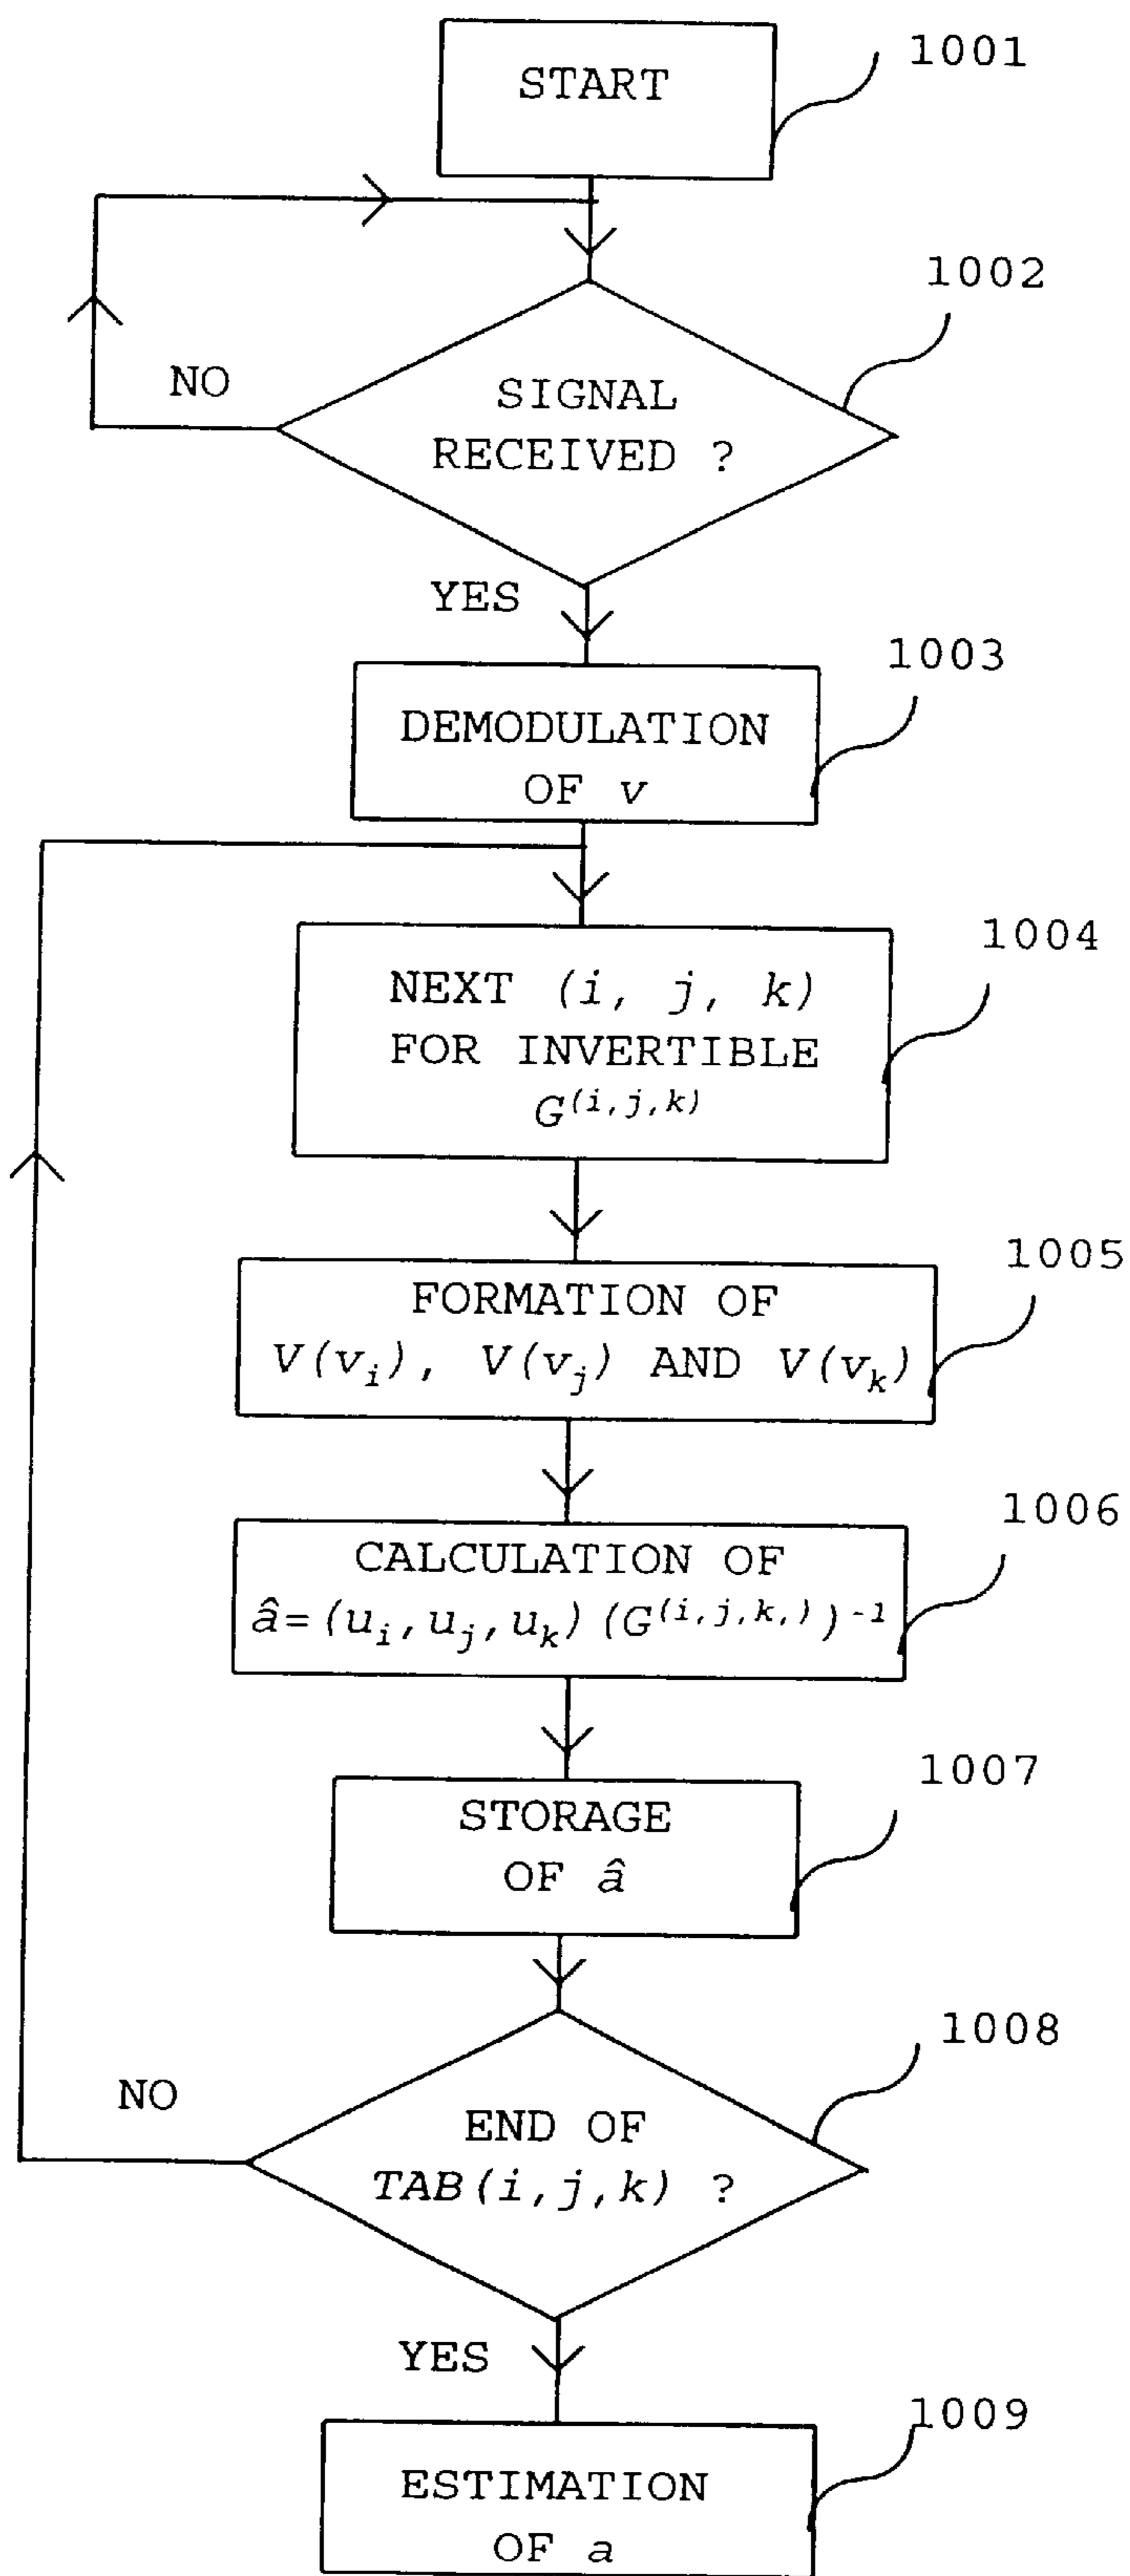 START
1001
1002
NO
SIGNAL
RECEIVED ?
YES
1003
DEMODULATION
OF v
1004
NEXT (i, j, k)
FOR INVERTIBLE
G^(i,j,k)
1005
FORMATION OF
V(v_i), V(v_j) AND V(v_k)
1006
CALCULATION OF
â=(u_i,u_j,u_k)(G^(i,j,k,))^-1
1007
STORAGE
OF â
1008
NO
END OF
TAB(i,j,k) ?
YES
1009
ESTIMATION
OF a